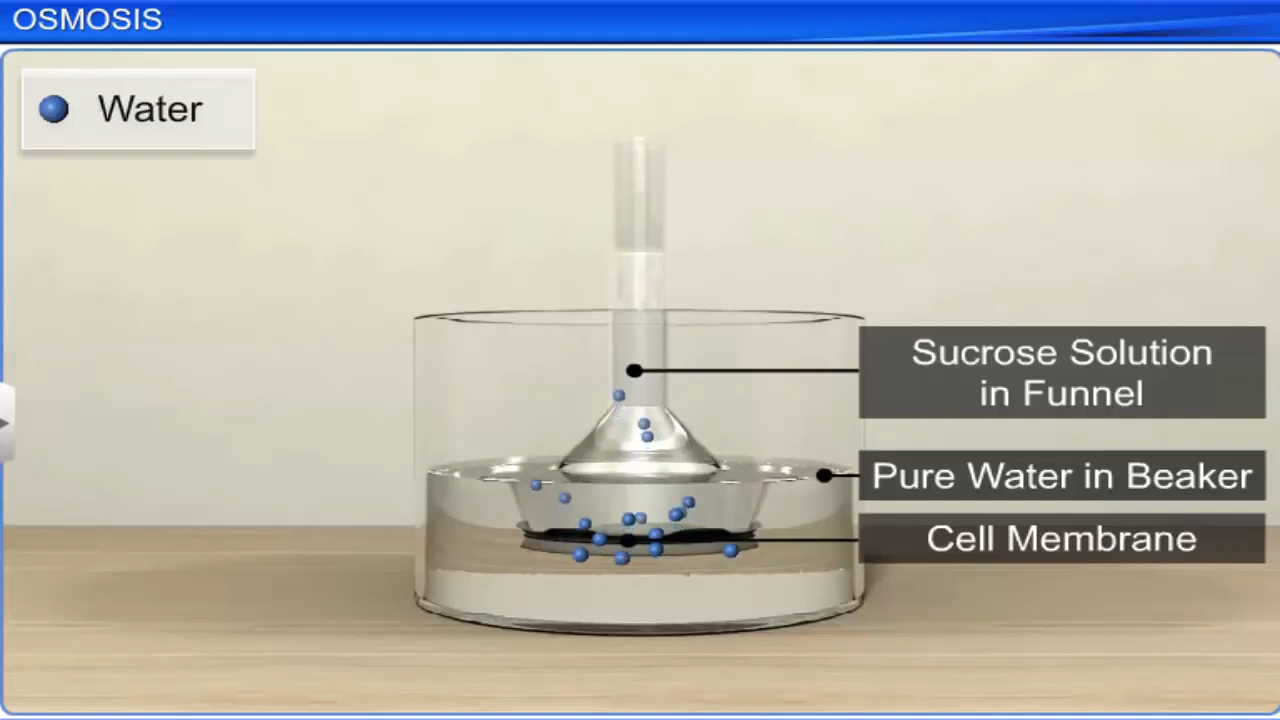 OSMOSIS
Water
Sucrose Solution
in Funnel
Pure Water in Beaker
Cell Membrane